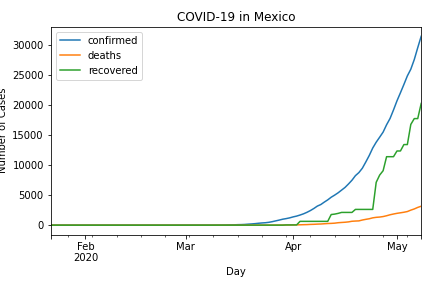 COVID-19 in Mexico
confirmed
deaths
recovered
30000
25000
20000
15000
10000
5000
0
Number of Cases
Feb
2020
Mar
Apr
May
Day